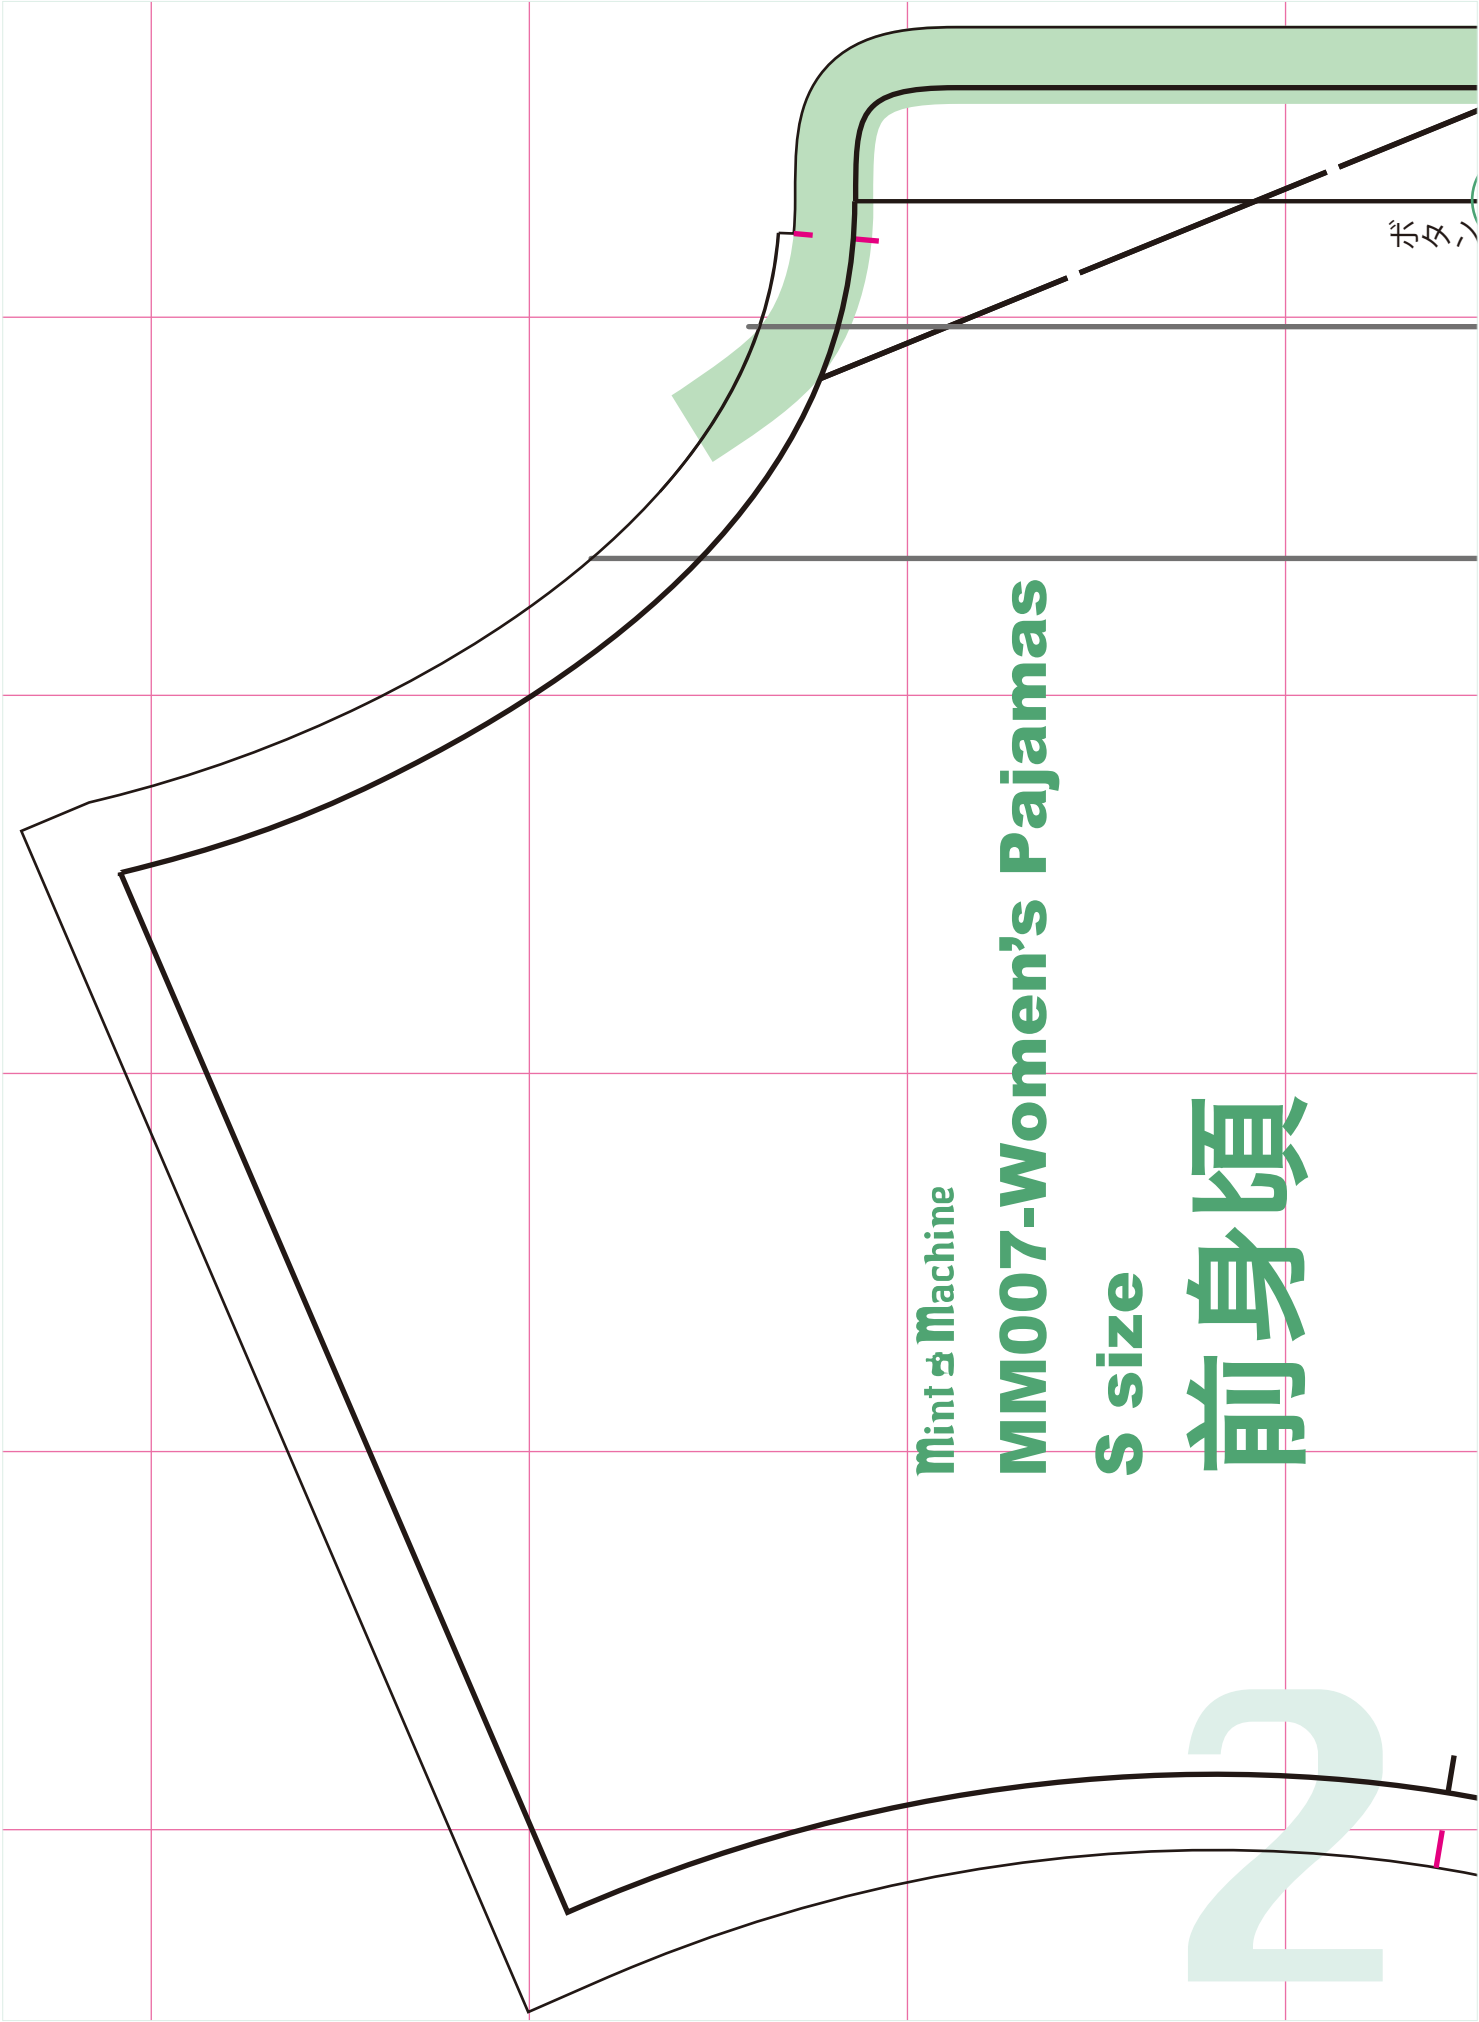 Mint & Machine
MM007-Women’s Pajamas
S size
前身頃
ボタン
2